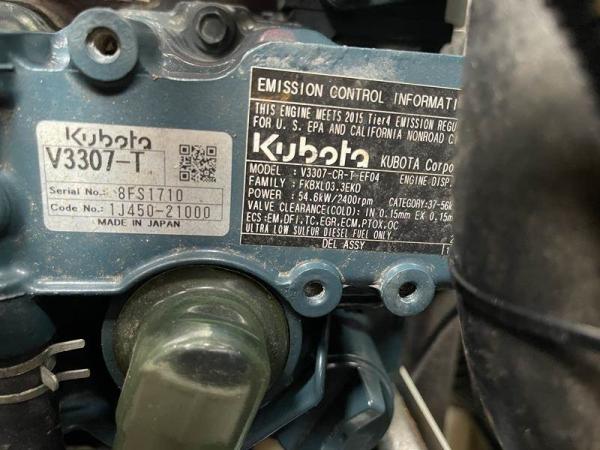 Kubota
V3307-T
Serial No.: 8FS1710
Code No.: 1J450-21000
MADE IN JAPAN
EMISSION CONTROL INFORMATI
THIS ENGINE MEETS 2015 Tier4 EMISSION REGU
FOR U. S. EPA AND CALIFORNIA NONROAD C
Kubota KUBOTA Corpo
MODEL : V3307-CR-T-EF04 ENGINE DISP.
FAMILY : FKBXL03.3EKD
POWER : 54.6kW/2400rpm CATEGORY:37-56k
VALVE CLEARANCE(COLD): IN 0.15mm EX 0.15m
ECS:EM,DFI,TC,EGR,ECM,PTOX,OC
ULTRA LOW SULFUR DIESEL FUEL ONLY.
DEL ASSY